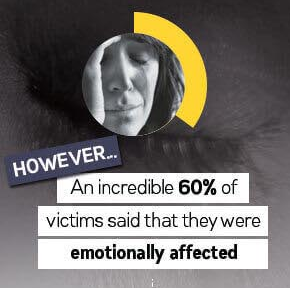 HOWEVER...
An incredible 60% of
victims said that they were
emotionally affected